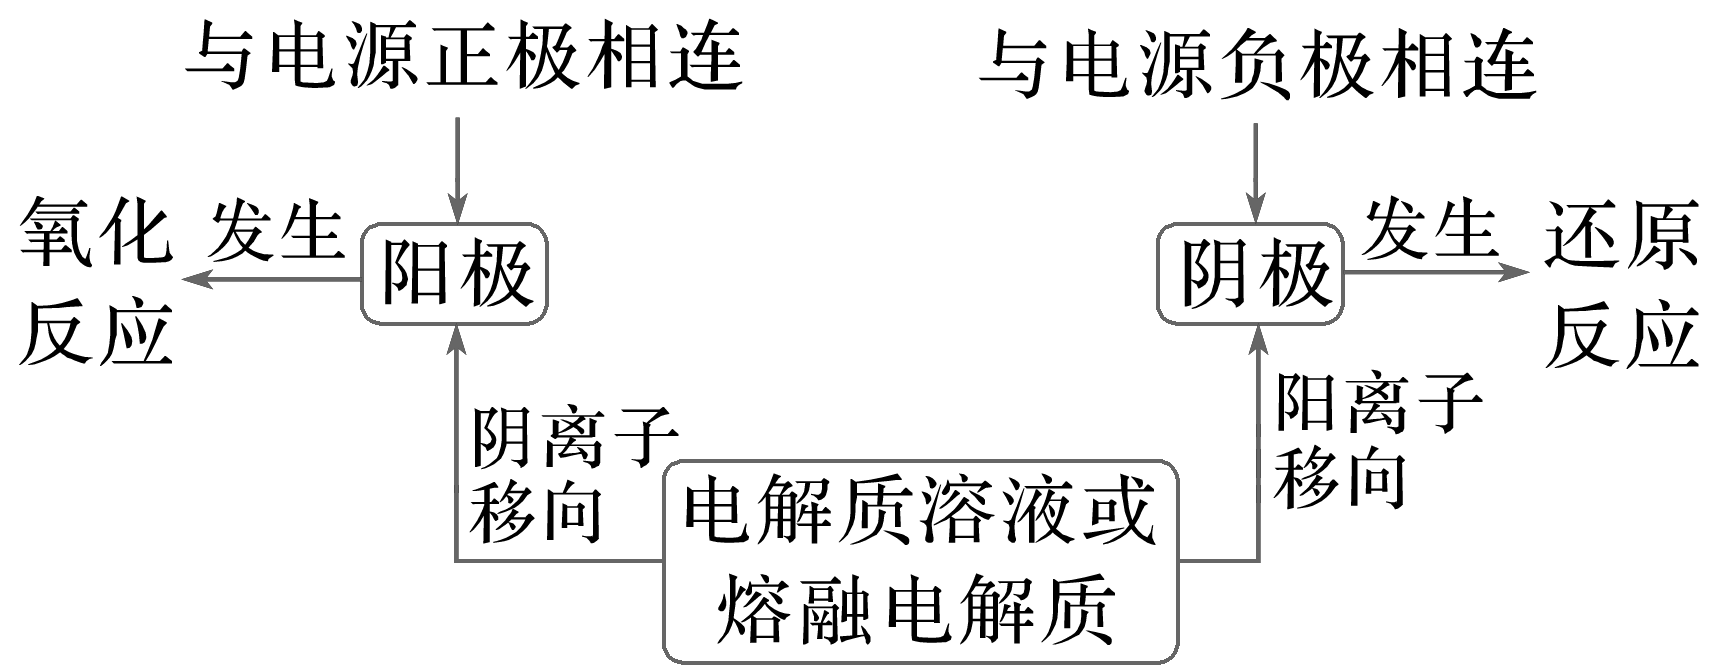 与电源正极相连
与电源负极相连
氧化
反应
发生
阳极
阴极
发生
还原
反应
阴离子
移向
阳离子
移向
电解质溶液或
熔融电解质